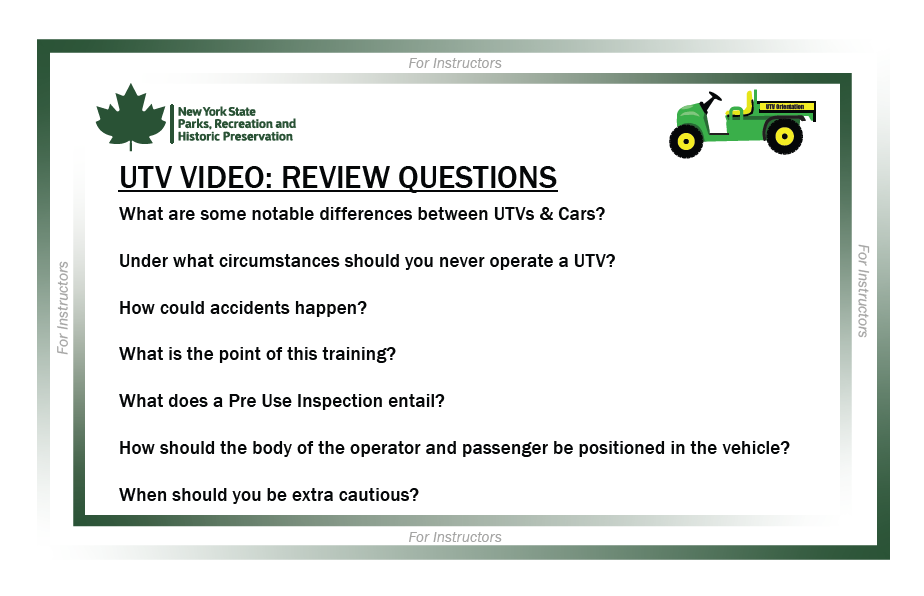 For Instructors
New York State
Parks, Recreation and
Historic Preservation
UTV Orientation
UTV VIDEO: REVIEW QUESTIONS
What are some notable differences between UTVs & Cars?
Under what circumstances should you never operate a UTV?
How could accidents happen?
What is the point of this training?
What does a Pre Use Inspection entail?
How should the body of the operator and passenger be positioned in the vehicle?
When should you be extra cautious?
For Instructors
For Instructors
For Instructors